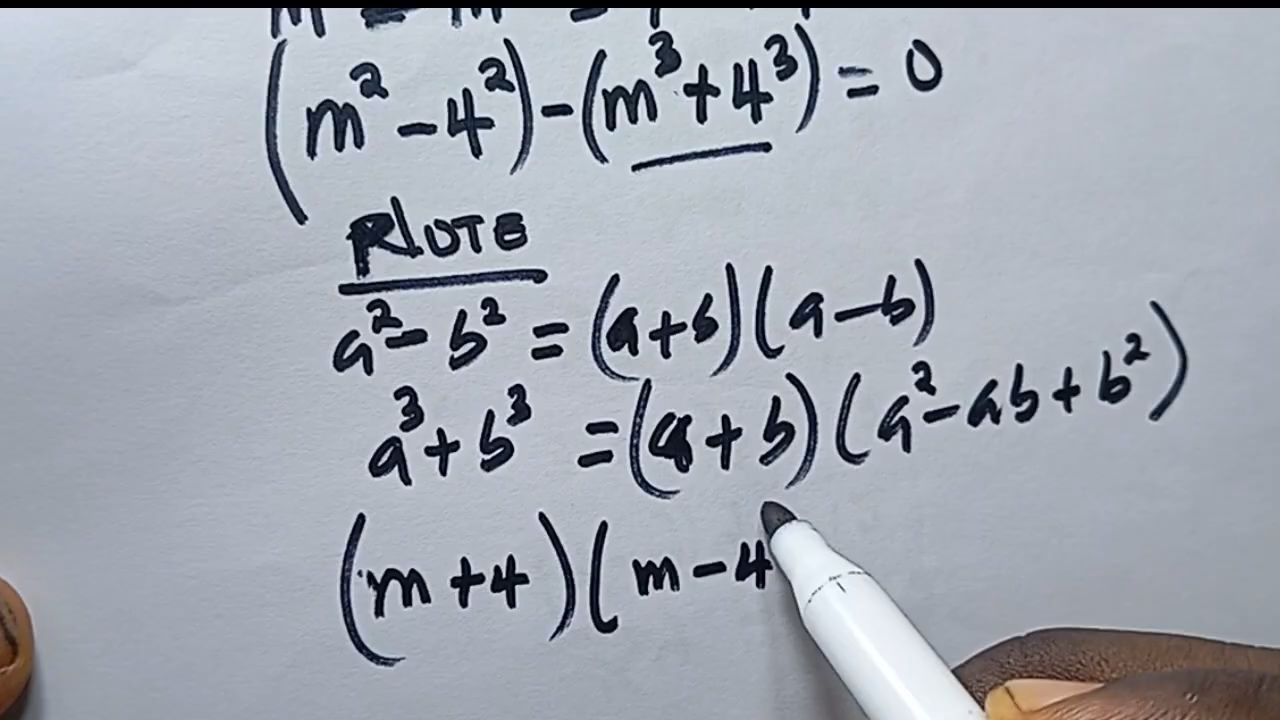 (m² - 4²) - (m³ + 4³) = 0
NOTE
a² - b² = (a+b)(a-b)
a³ + b³ = (a+b)(a² - ab + b²)
(m+4)(m-4